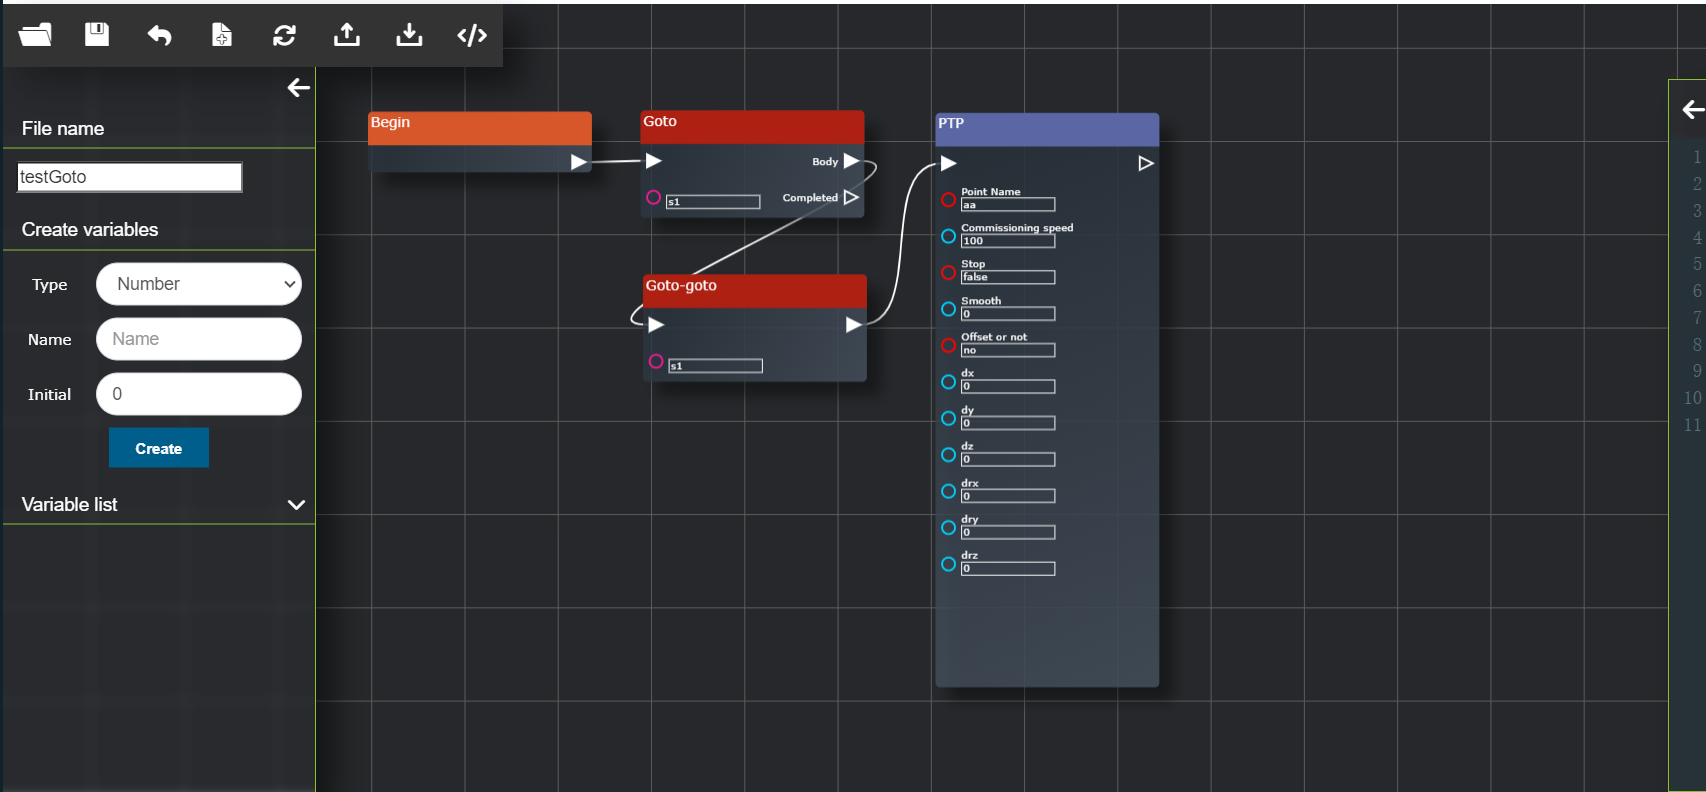 File name
testGoto
Create variables
Type
Number
Name
Name
Initial
0
Create
Variable list
Begin
Goto
Body
Completed
s1
Goto-goto
s1
PTP
Point Name
aa
Commissioning speed
100
Stop
false
Smooth
0
Offset or not
no
dx
0
dy
0
dz
0
drx
0
dry
0
drz
0
1
2
3
4
5
6
7
8
9
10
11